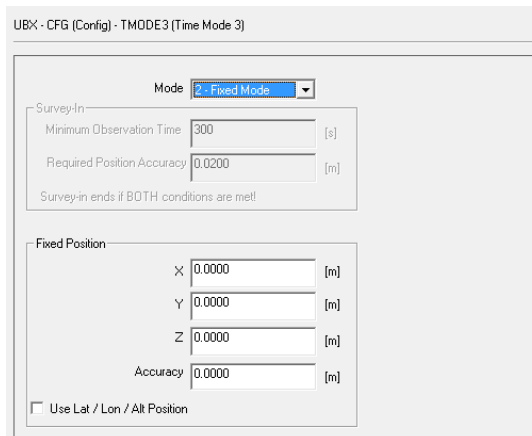 UBX - CFG (Config) - TMODE3 (Time Mode 3)
Mode 2 - Fixed Mode
Survey-In
Minimum Observation Time 300 [s]
Required Position Accuracy 0.0200 [m]
Survey-in ends if BOTH conditions are met!
Fixed Position
X 0.0000 [m]
Y 0.0000 [m]
Z 0.0000 [m]
Accuracy 0.0000 [m]
Use Lat / Lon / Alt Position